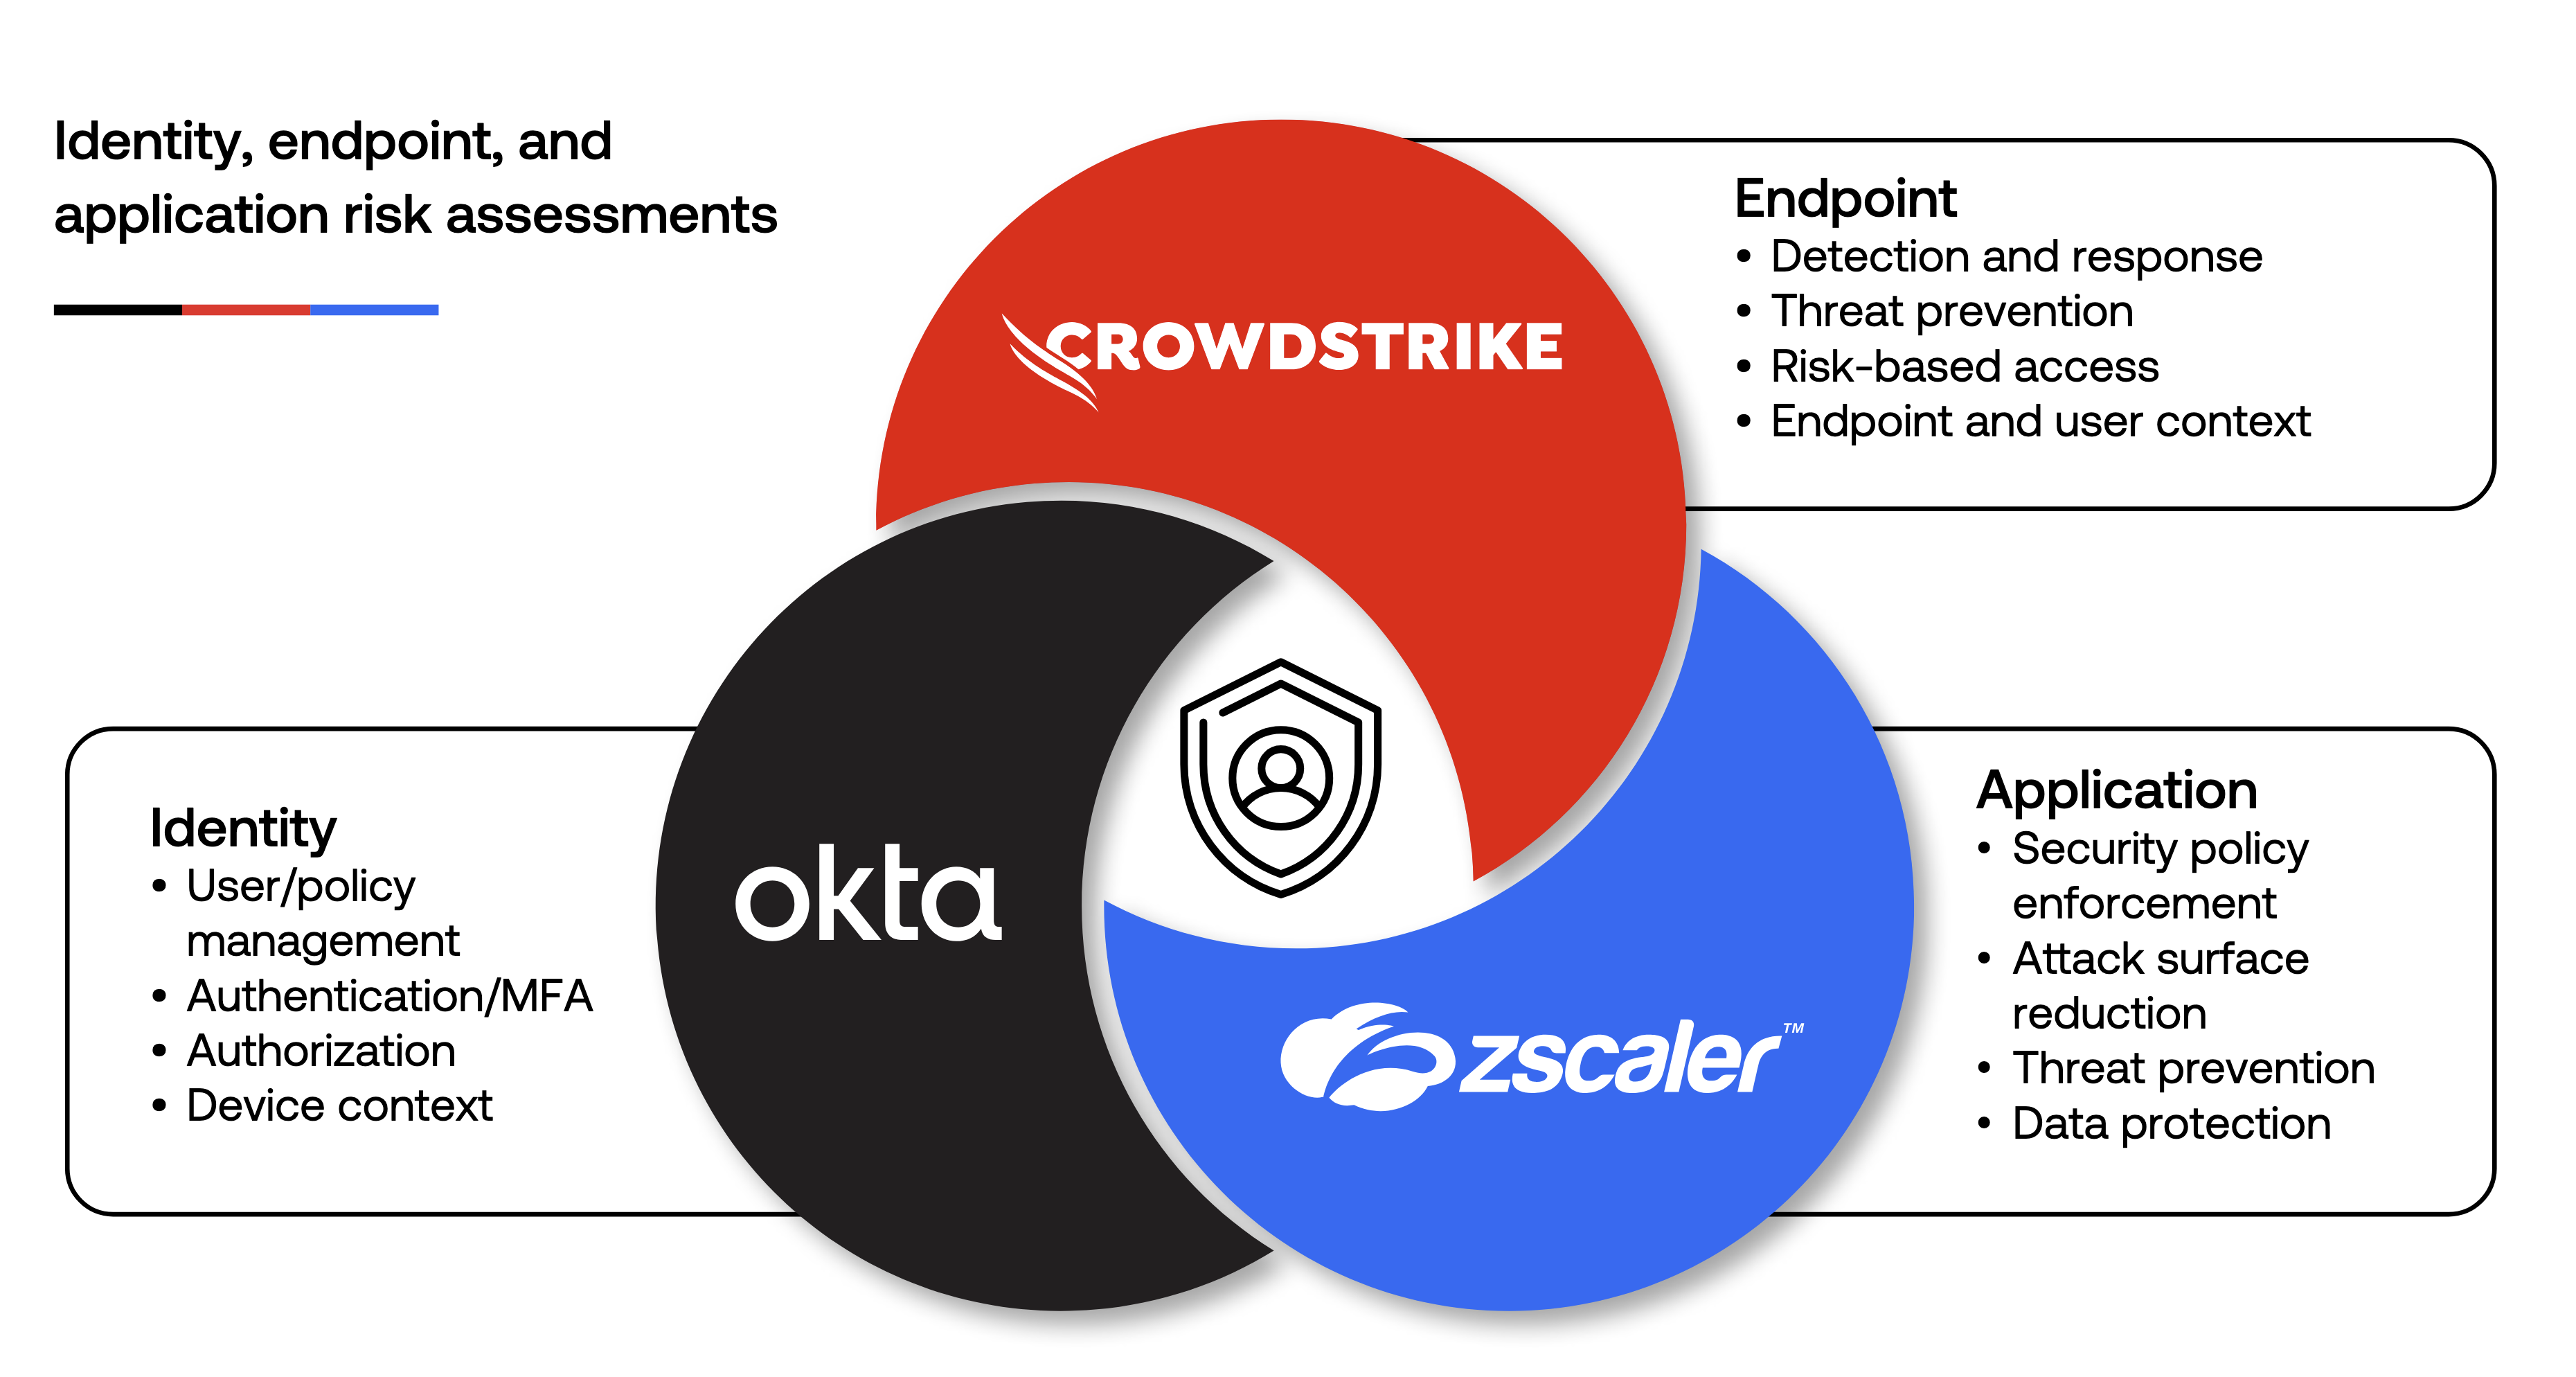 Identity, endpoint, and
application risk assessments
CROWDSTRIKE
Endpoint
• Detection and response
• Threat prevention
• Risk-based access
• Endpoint and user context
okta
Identity
• User/policy
management
• Authentication/MFA
• Authorization
• Device context
zscaler™
Application
• Security policy
enforcement
• Attack surface
reduction
• Threat prevention
• Data protection